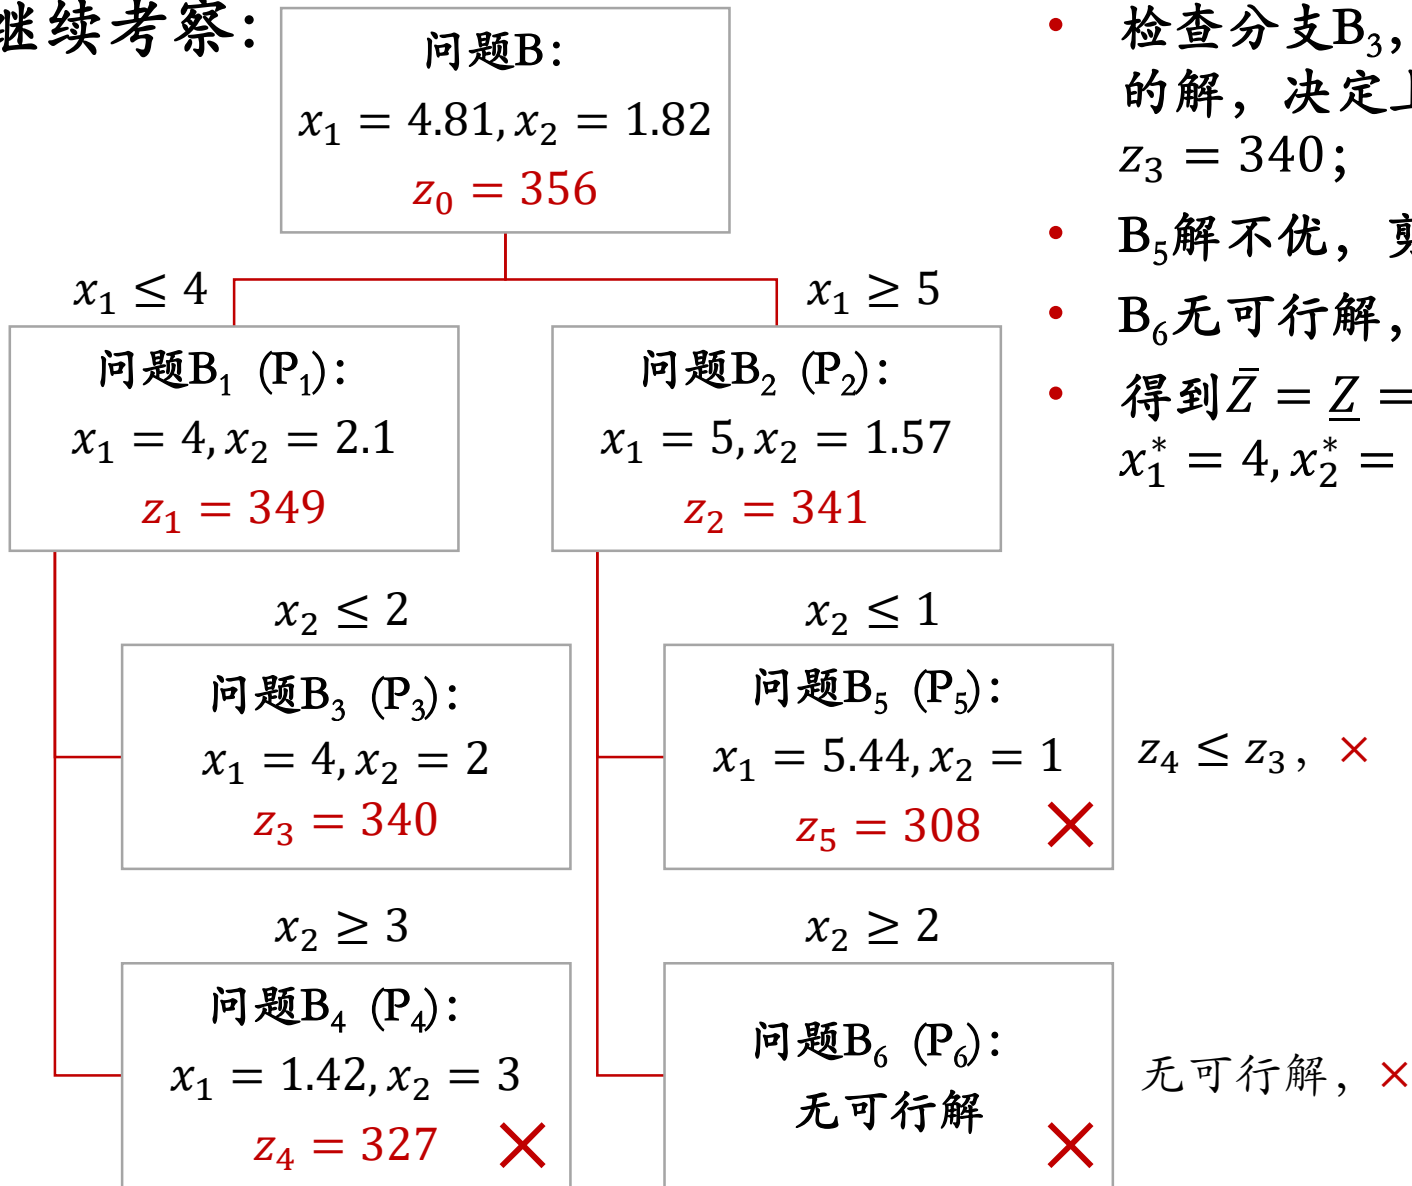 继续考察：
问题B：
x₁ = 4.81, x₂ = 1.82
z₀ = 356
x₁ ≤ 4
x₁ ≥ 5
问题B₁（P₁）：
x₁ = 4, x₂ = 2.1
z₁ = 349
问题B₂（P₂）：
x₁ = 5, x₂ = 1.57
z₂ = 341
x₂ ≤ 2
x₂ ≤ 1
问题B₃（P₃）：
x₁ = 4, x₂ = 2
z₃ = 340
问题B₅（P₅）：
x₁ = 5.44, x₂ = 1
z₅ = 308 ×
z₄ ≤ z₃, ×
x₂ ≥ 3
x₂ ≥ 2
问题B₄（P₄）：
x₁ = 1.42, x₂ = 3
z₄ = 327 ×
问题B₆（P₆）：
无可行解
×
无可行解, ×
• 检查分支B₃,
的解，决定
z₃ = 340；
• B₅解不优，
• B₆无可行解,
• 得到Z̄ = Z̲ =
x₁* = 4, x₂* =